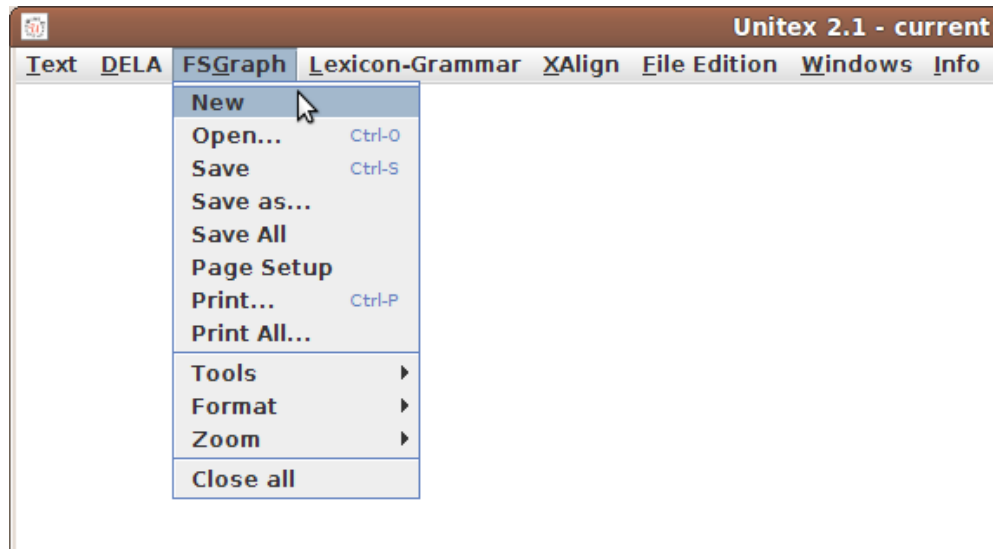 Unitex 2.1 - current
Text DELA FSGraph Lexicon-Grammar XAlign File Edition Windows Info
New
Open... Ctrl-O
Save Ctrl-S
Save as...
Save All
Page Setup
Print... Ctrl-P
Print All...
Tools
Format
Zoom
Close all